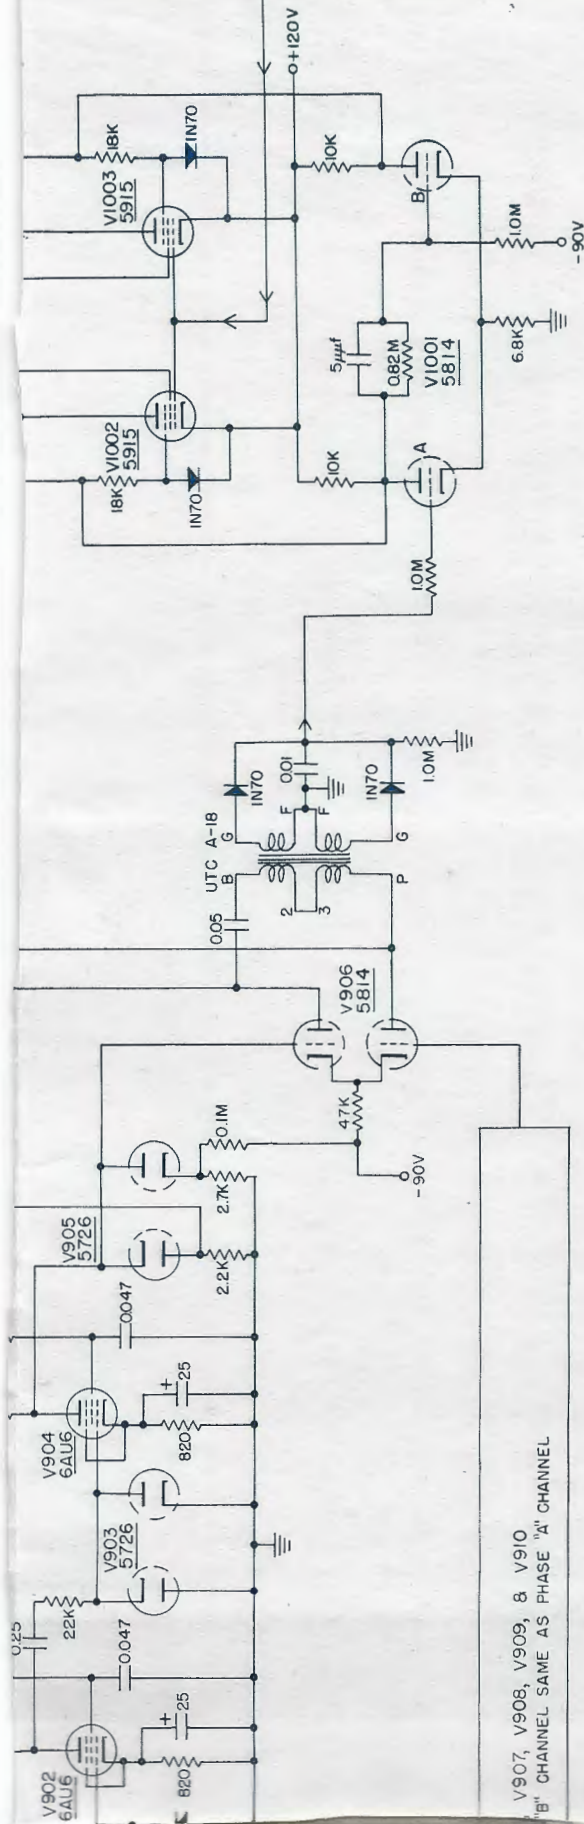 V1003
5915
18K
1N70
+120V
10K
B
1.0M
-90V
V1002
5915
18K
1N70
5µµf
0.82M
V1001
5814
6.8K
10K
A
1.0M
UTC A-18
G
1N70
0.01
F
F
1N70
1.0M
G
B
2
3
P
0.05
V906
5814
47K
-90V
0.1M
2.7K
V905
5726
2.2K
0.047
V904
6AU6
+
25
820
V903
5726
0.25
22K
0.047
V902
6AU6
+
25
820
V907, V908, V909, & V910
"B" CHANNEL SAME AS PHASE "A" CHANNEL